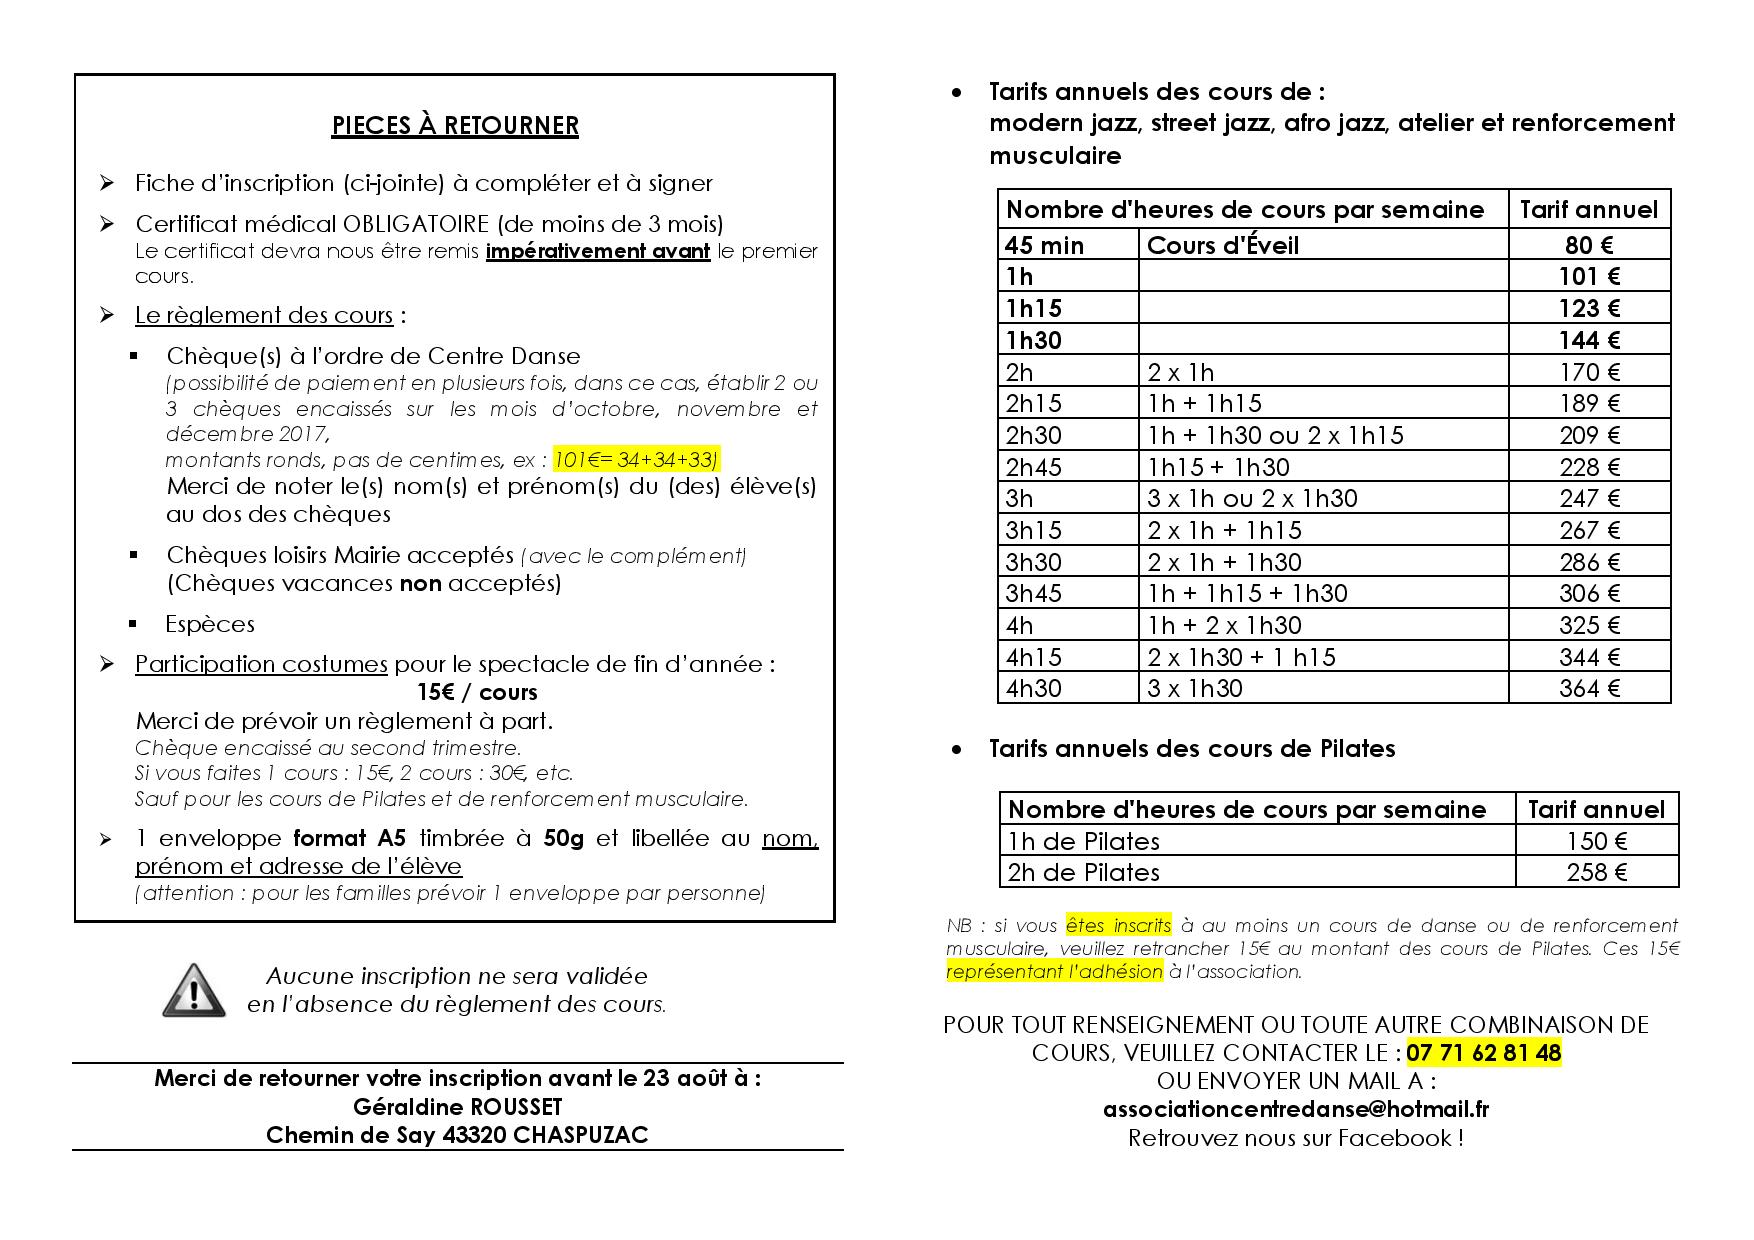 PIECES À RETOURNER
Fiche d'inscription (ci-jointe) à compléter et à signer
Certificat médical OBLIGATOIRE (de moins de 3 mois)
Le certificat devra nous être remis impérativement avant le premier
cours.
Le règlement des cours :
Chèque(s) à l'ordre de Centre Danse
(possibilité de paiement en plusieurs fois, dans ce cas, établir 2 ou
3 chèques encaissés sur les mois d'octobre, novembre et
décembre 2017,
montants ronds, pas de centimes, ex : 101€= 34+34+33)
Merci de noter le(s) nom(s) et prénom(s) du (des) élève(s)
au dos des chèques
Chèques loisirs Mairie acceptés (avec le complément)
(Chèques vacances non acceptés)
Espèces
Participation costumes pour le spectacle de fin d'année :
15€ / cours
Merci de prévoir un règlement à part.
Chèque encaissé au second trimestre.
Si vous faites 1 cours : 15€, 2 cours : 30€, etc.
Sauf pour les cours de Pilates et de renforcement musculaire.
1 enveloppe format A5 timbrée à 50g et libellée au nom,
prénom et adresse de l'élève
(attention : pour les familles prévoir 1 enveloppe par personne)
Aucune inscription ne sera validée
en l'absence du règlement des cours.
Merci de retourner votre inscription avant le 23 août à :
Géraldine ROUSSET
Chemin de Say 43320 CHASPUZAC
Tarifs annuels des cours de :
modern jazz, street jazz, afro jazz, atelier et renforcement
musculaire
Nombre d'heures de cours par semaine Tarif annuel
45 min Cours d'Éveil 80 €
1h 101 €
1h15 123 €
1h30 144 €
2h 2 x 1h 170 €
2h15 1h + 1h15 189 €
2h30 1h + 1h30 ou 2 x 1h15 209 €
2h45 1h15 + 1h30 228 €
3h 3 x 1h ou 2 x 1h30 247 €
3h15 2 x 1h + 1h15 267 €
3h30 2 x 1h + 1h30 286 €
3h45 1h + 1h15 + 1h30 306 €
4h 1h + 2 x 1h30 325 €
4h15 2 x 1h30 + 1 h15 344 €
4h30 3 x 1h30 364 €
Tarifs annuels des cours de Pilates
Nombre d'heures de cours par semaine Tarif annuel
1h de Pilates 150 €
2h de Pilates 258 €
NB : si vous êtes inscrits à au moins un cours de danse ou de renforcement
musculaire, veuillez retrancher 15€ au montant des cours de Pilates. Ces 15€
représentant l'adhésion à l'association.
POUR TOUT RENSEIGNEMENT OU TOUTE AUTRE COMBINAISON DE
COURS, VEUILLEZ CONTACTER LE : 07 71 62 81 48
OU ENVOYER UN MAIL A :
associationcentredanse@hotmail.fr
Retrouvez nous sur Facebook !